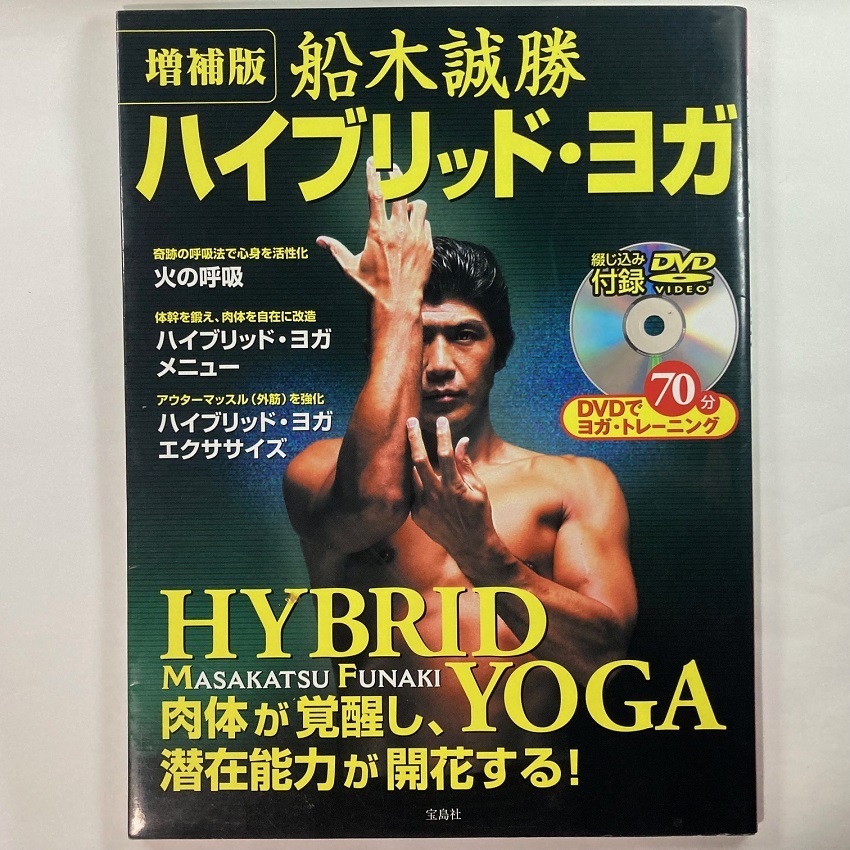 増補版
船木誠勝
ハイブリッド・ヨガ
奇跡の呼吸法で心身を活性化
火の呼吸
体幹を鍛え、肉体を自在に改造
ハイブリッド・ヨガ
メニュー
アウターマッスル（外筋）を強化
ハイブリッド・ヨガ
エクササイズ
綴じ込み
付録
DVD
VIDEO
70分
DVDで
ヨガ・トレーニング
HYBRID
MASAKATSU FUNAKI
YOGA
肉体が覚醒し、
潜在能力が開花する！
宝島社